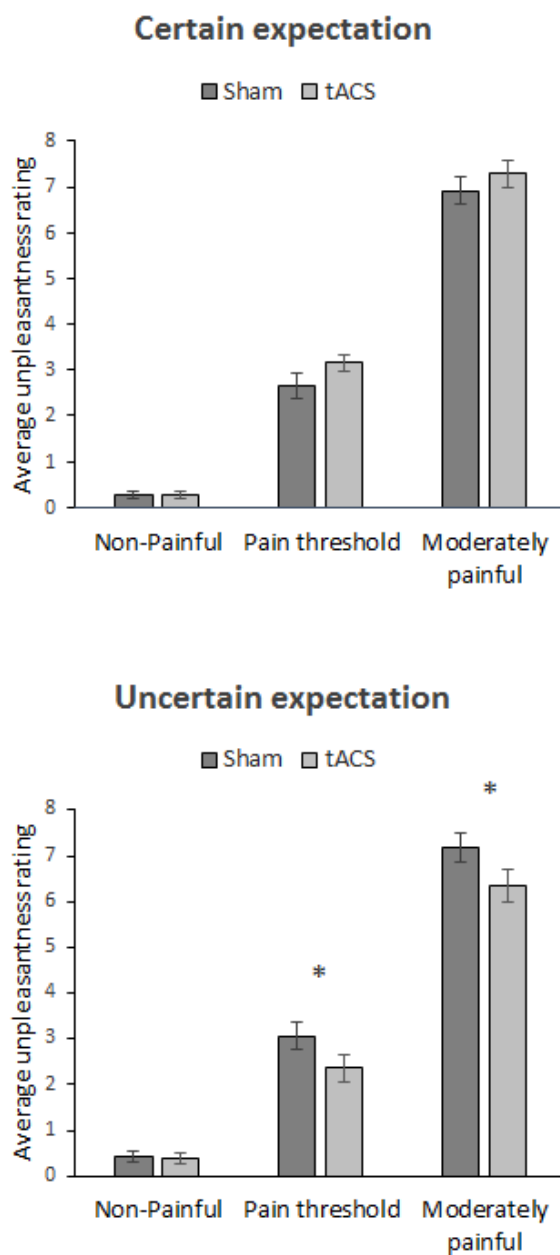 Certain expectation
Sham tACS
Average unpleasantness rating
8
7
6
5
4
3
2
1
0
Non-Painful Pain threshold Moderately
painful
Uncertain expectation
Sham tACS
Average unpleasantness rating
8
7
6
5
4
3
2
1
0
*
*
Non-Painful Pain threshold Moderately
painful